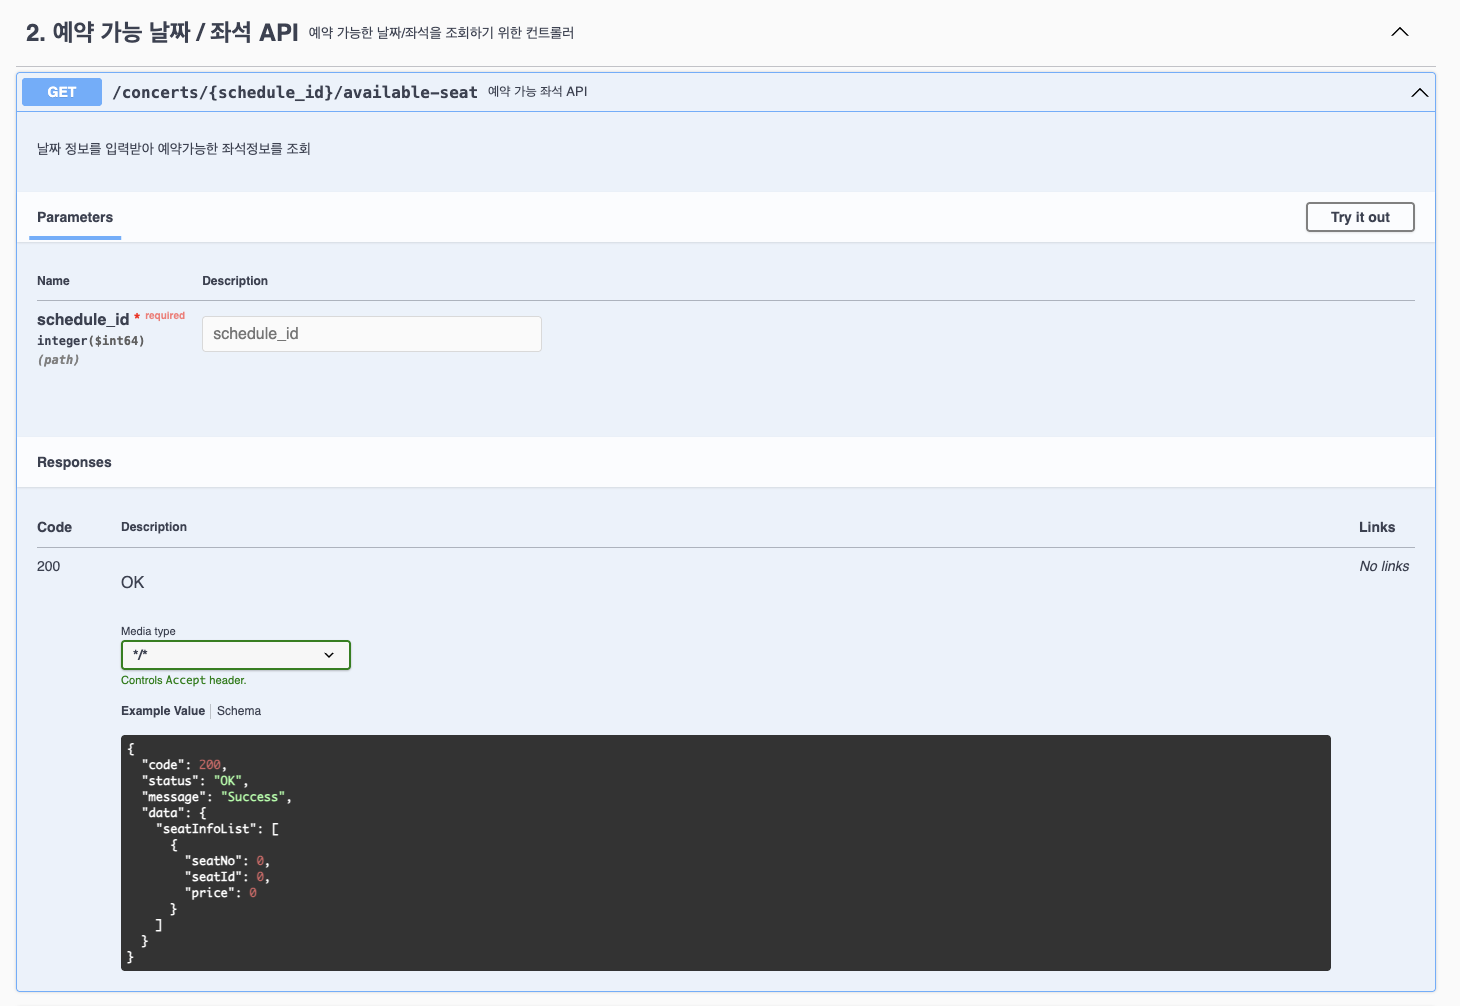 2. 예약 가능 날짜 / 좌석 API 예약 가능한 날짜/좌석을 조회하기 위한 컨트롤러
GET /concerts/{schedule_id}/available-seat 예약 가능 좌석 API
날짜 정보를 입력받아 예약가능한 좌석정보를 조회
Parameters Try it out
Name Description
schedule_id * required schedule_id
integer($int64)
(path)
Responses
Code Description Links
200 OK No links
Media type
*/*
Controls Accept header.
Example Value Schema
{
  "code": 200,
  "status": "OK",
  "message": "Success",
  "data": {
    "seatInfoList": [
      {
        "seatNo": 0,
        "seatId": 0,
        "price": 0
      }
    ]
  }
}